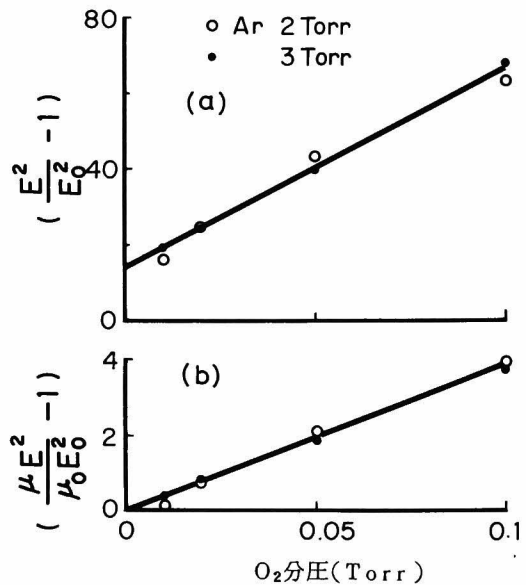 80
○ Ar 2 Torr
• 3 Torr
(a)
( E²/E₀² -1 )
40
0
4
(b)
( μE²/μ₀E₀² -1 )
2
0
0 0.05 0.1
O₂分圧(Torr)